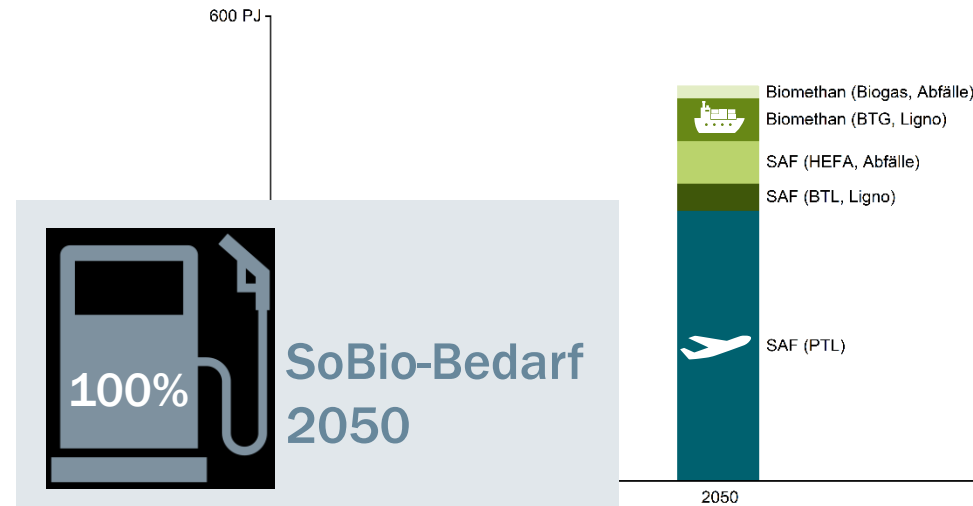 600 PJ
Biomethan (Biogas, Abfälle)
Biomethan (BTG, Ligno)
SAF (HEFA, Abfälle)
SAF (BTL, Ligno)
SAF (PTL)
2050
100%
SoBio-Bedarf
2050